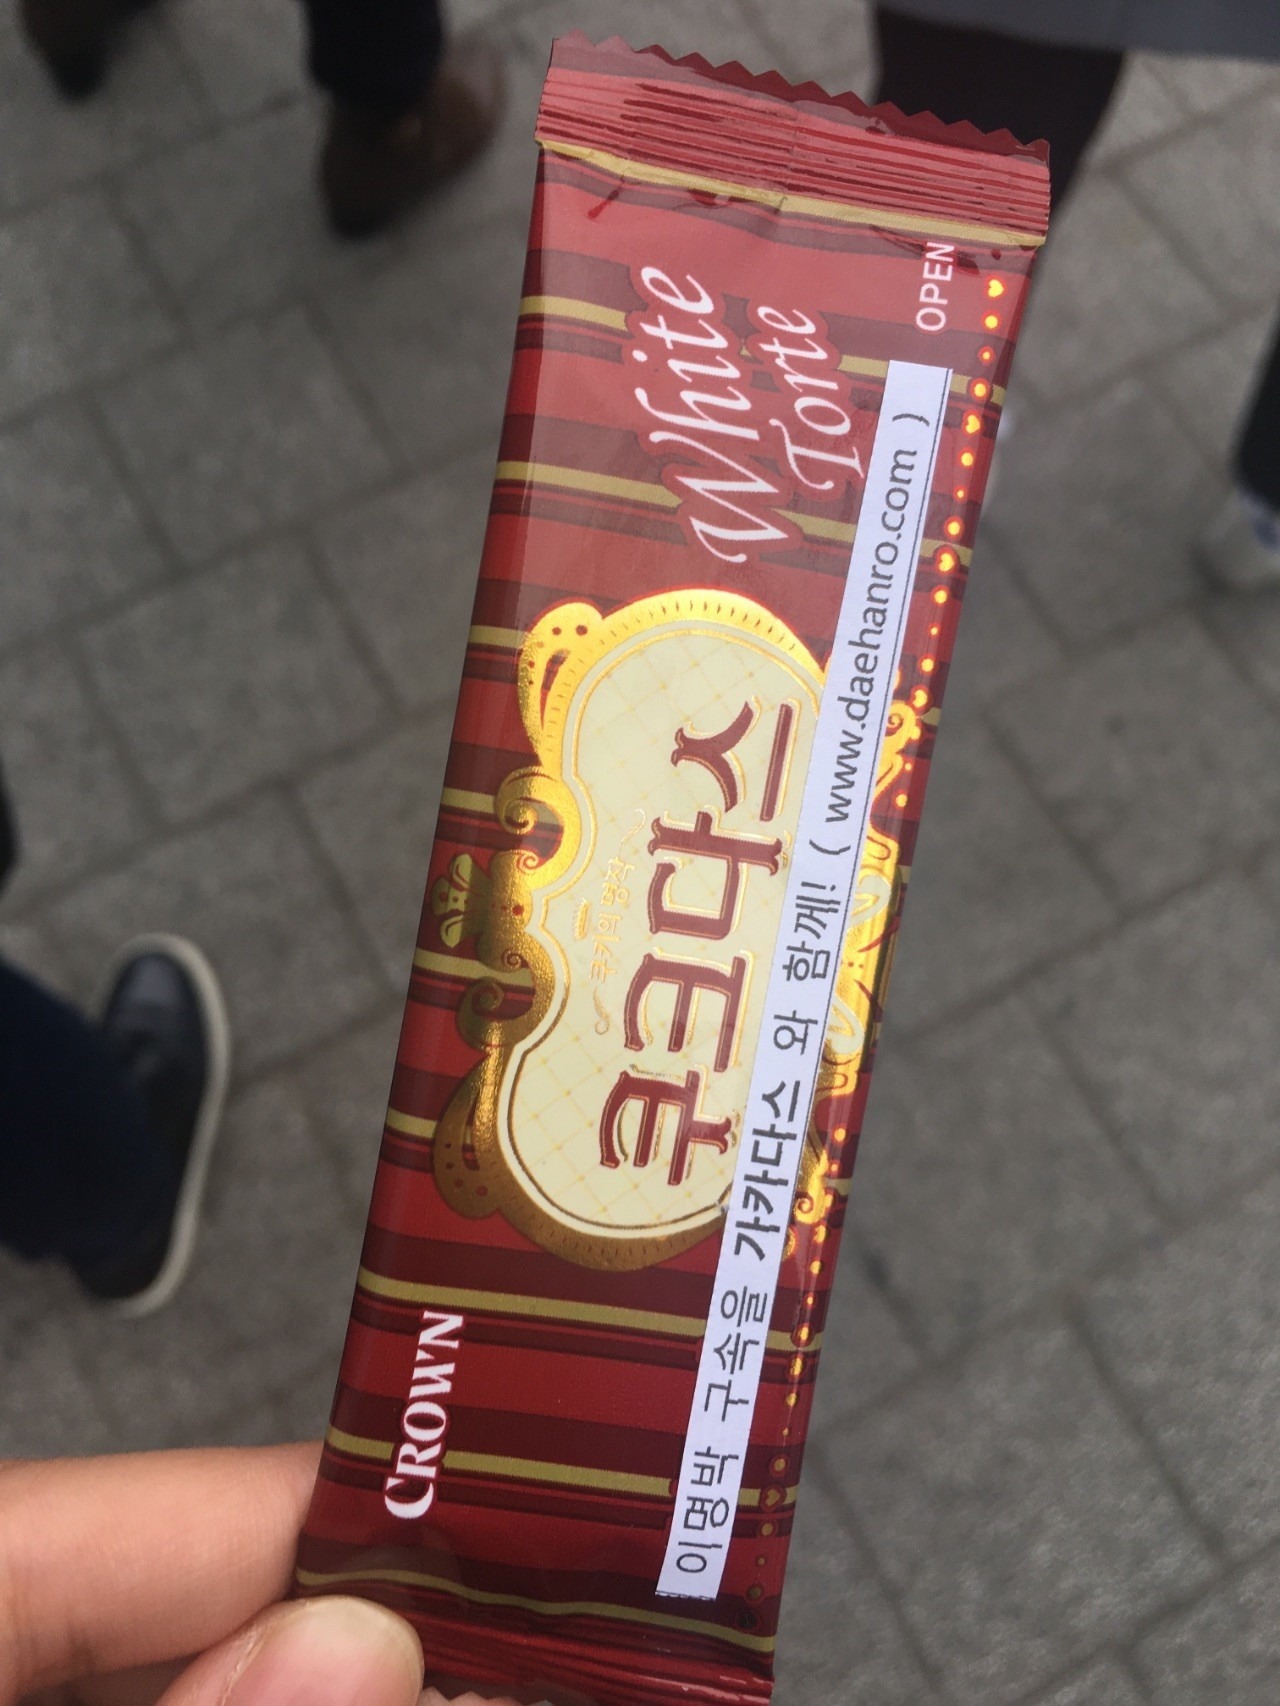 CROWN
쿠키의 명작
쿠크다스
White
Torte
OPEN
이명박 구속을 가카다스 와 함께! ( www.daehanro.com )